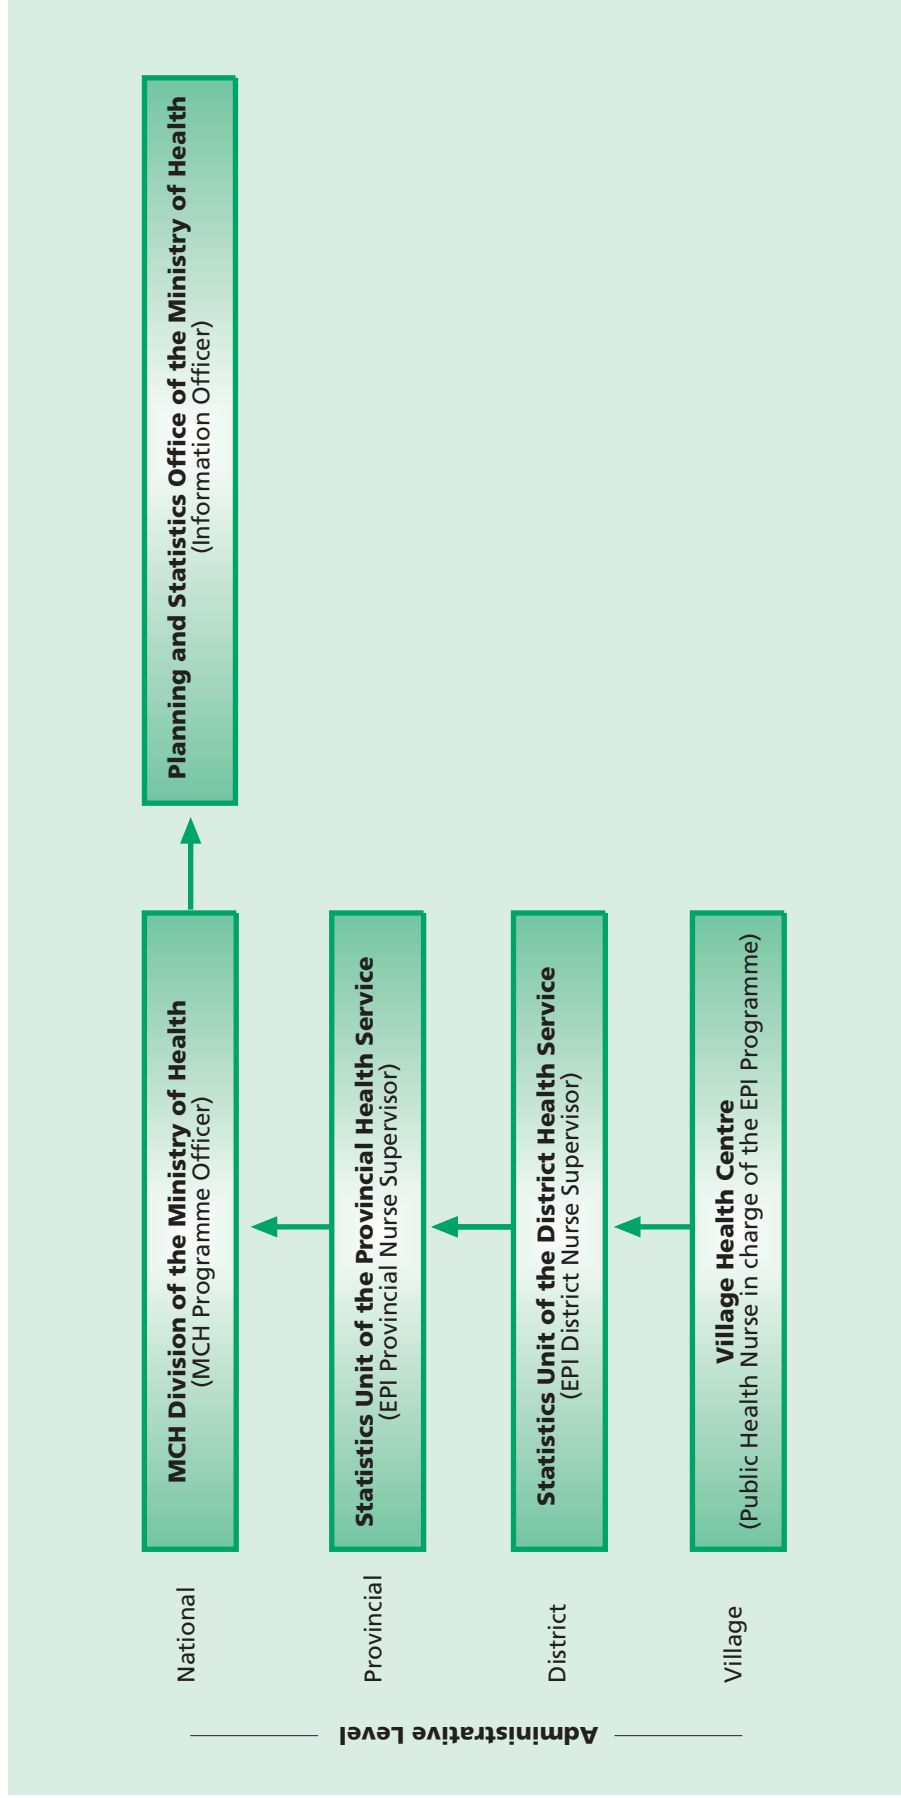 Administrative Level
National
MCH Division of the Ministry of Health
(MCH Programme Officer)
Planning and Statistics Office of the Ministry of Health
(Information Officer)
Provincial
Statistics Unit of the Provincial Health Service
(EPI Provincial Nurse Supervisor)
District
Statistics Unit of the District Health Service
(EPI District Nurse Supervisor)
Village
Village Health Centre
(Public Health Nurse in charge of the EPI Programme)